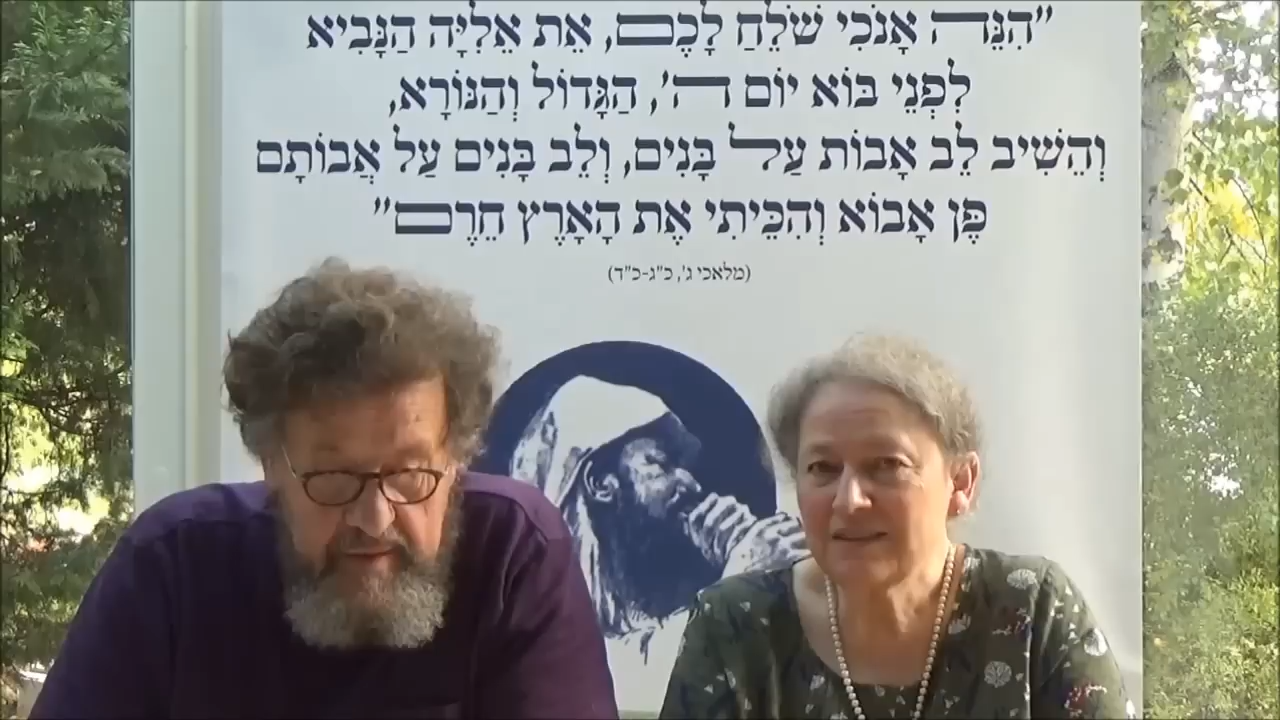 "הִנֵּה אָנֹכִי שֹׁלֵחַ לָכֶם, אֵת אֵלִיָּה הַנָּבִיא
לִפְנֵי בּוֹא יוֹם ה', הַגָּדוֹל וְהַנּוֹרָא,
וְהֵשִׁיב לֵב אָבוֹת עַל בָּנִים, וְלֵב בָּנִים עַל אֲבוֹתָם
פֶּן אָבוֹא וְהִכֵּיתִי אֶת הָאָרֶץ חֵרֶם"
(מלאכי ג', כ"ג-כ"ד)